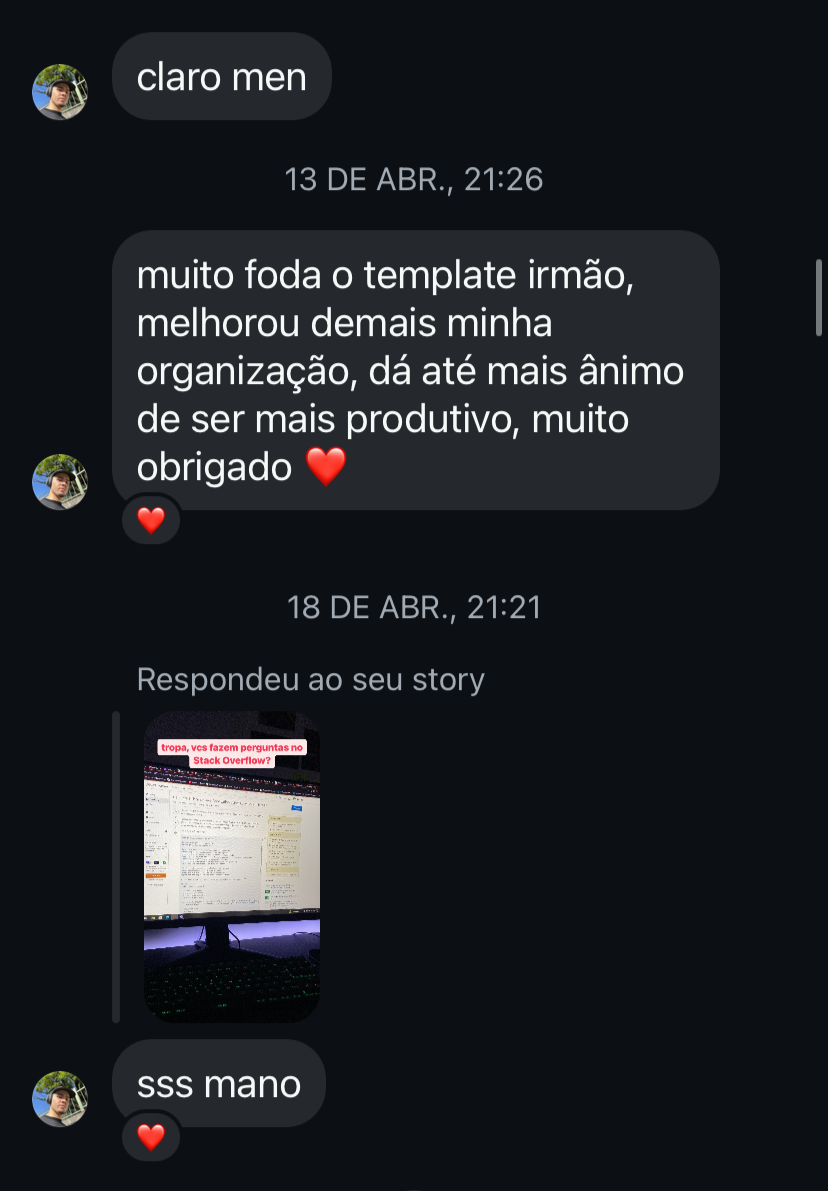 claro men
13 DE ABR., 21:26
muito foda o template irmão,
melhorou demais minha
organização, dá até mais ânimo
de ser mais produtivo, muito
obrigado ❤️
❤️
18 DE ABR., 21:21
Respondeu ao seu story
tropa, vcs fazem perguntas no
Stack Overflow?
sss mano
❤️